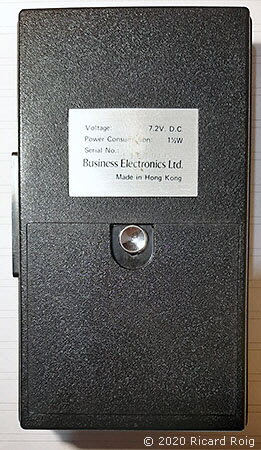 Voltage: 7.2V. D.C
Power Consumption: 1½W
Serial No.:
Business Electronics Ltd.
Made in Hong Kong
© 2020 Ricard Roig